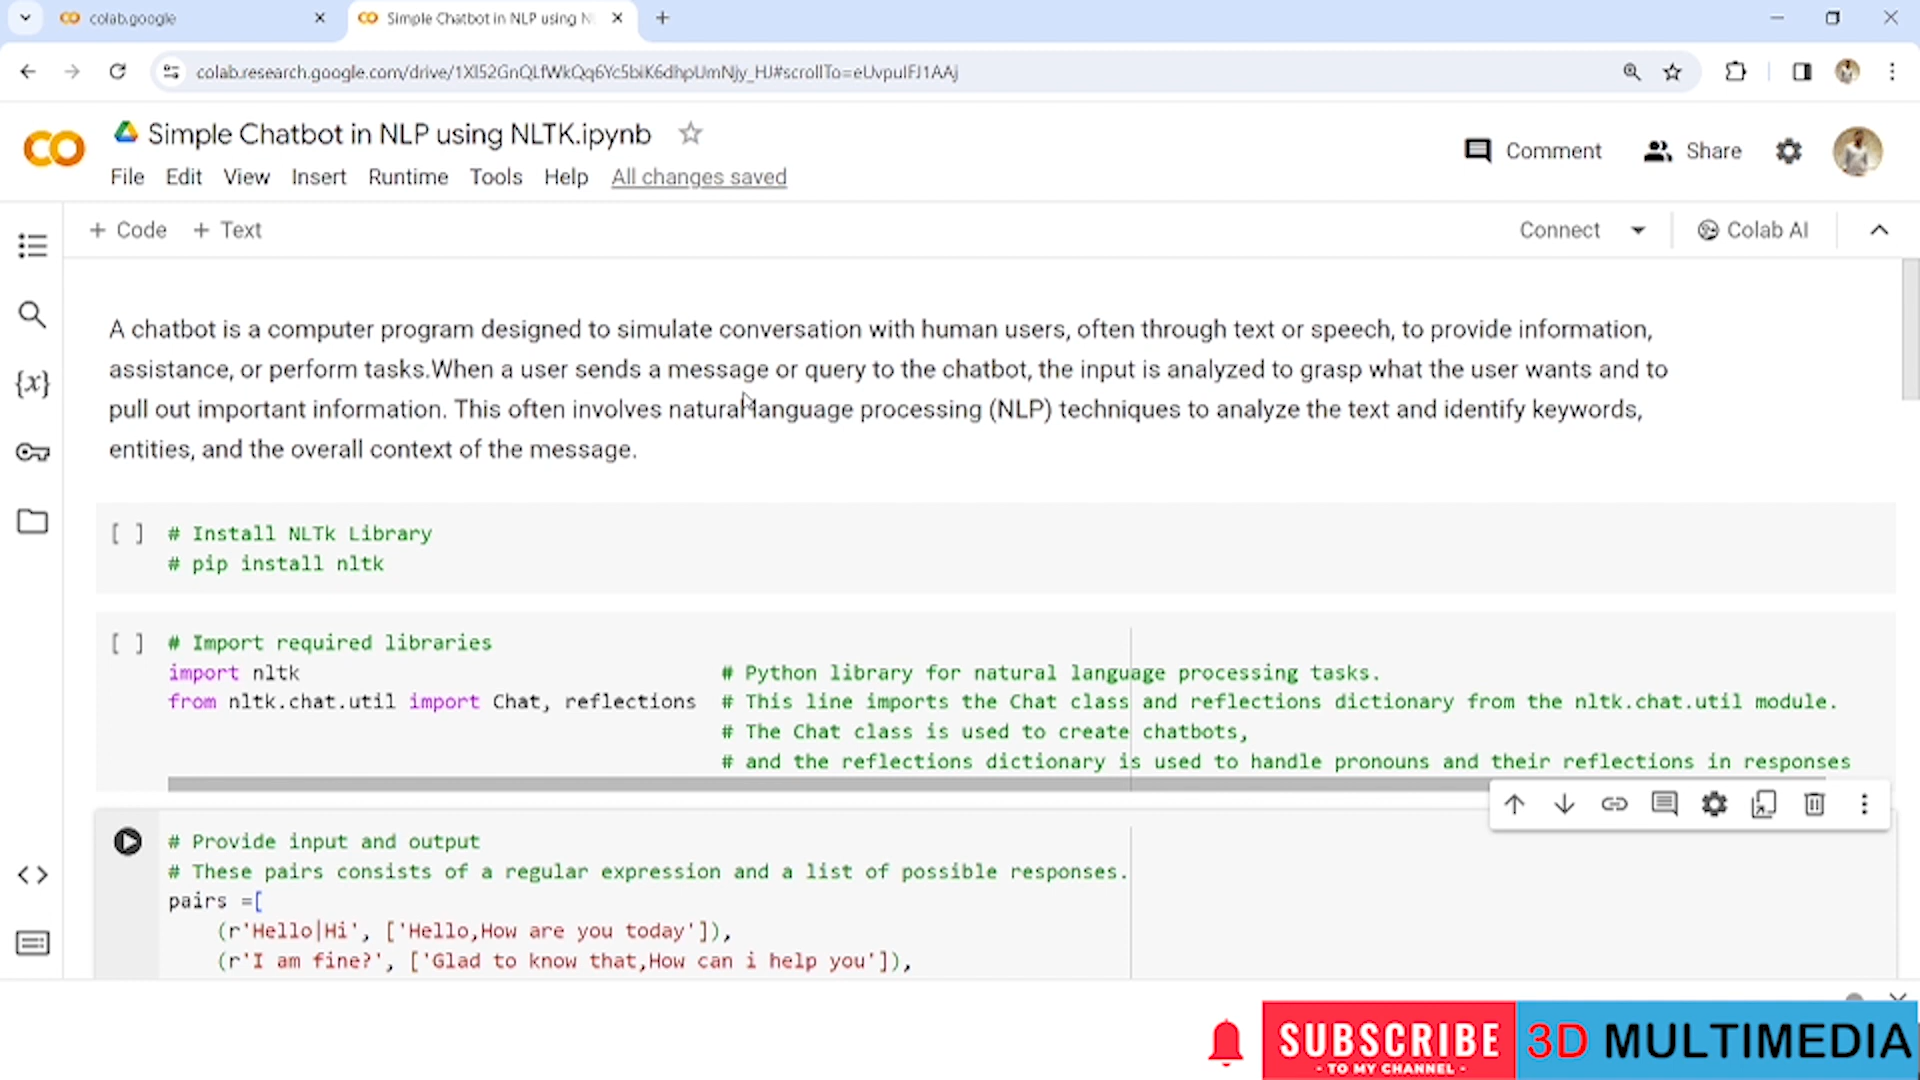 colab.google
Simple Chatbot in NLP using N
colab.research.google.com/drive/1Xl52GnQLfWkQq6Yc5biK6dhpUmNjy_HJ#scrollTo=eUvpuIFJ1AAj
Simple Chatbot in NLP using NLTK.ipynb
Comment
Share
File Edit View Insert Runtime Tools Help All changes saved
+ Code + Text
Connect
Colab AI
A chatbot is a computer program designed to simulate conversation with human users, often through text or speech, to provide information,
assistance, or perform tasks.When a user sends a message or query to the chatbot, the input is analyzed to grasp what the user wants and to
pull out important information. This often involves natural language processing (NLP) techniques to analyze the text and identify keywords,
entities, and the overall context of the message.
[ ] # Install NLTk Library
# pip install nltk
[ ] # Import required libraries
import nltk # Python library for natural language processing tasks.
from nltk.chat.util import Chat, reflections # This line imports the Chat class and reflections dictionary from the nltk.chat.util module.
# The Chat class is used to create chatbots,
# and the reflections dictionary is used to handle pronouns and their reflections in responses
# Provide input and output
# These pairs consists of a regular expression and a list of possible responses.
pairs =[
(r'Hello|Hi', ['Hello,How are you today']),
(r'I am fine?', ['Glad to know that,How can i help you']),
SUBSCRIBE
- TO MY CHANNEL -
3D MULTIMEDIA